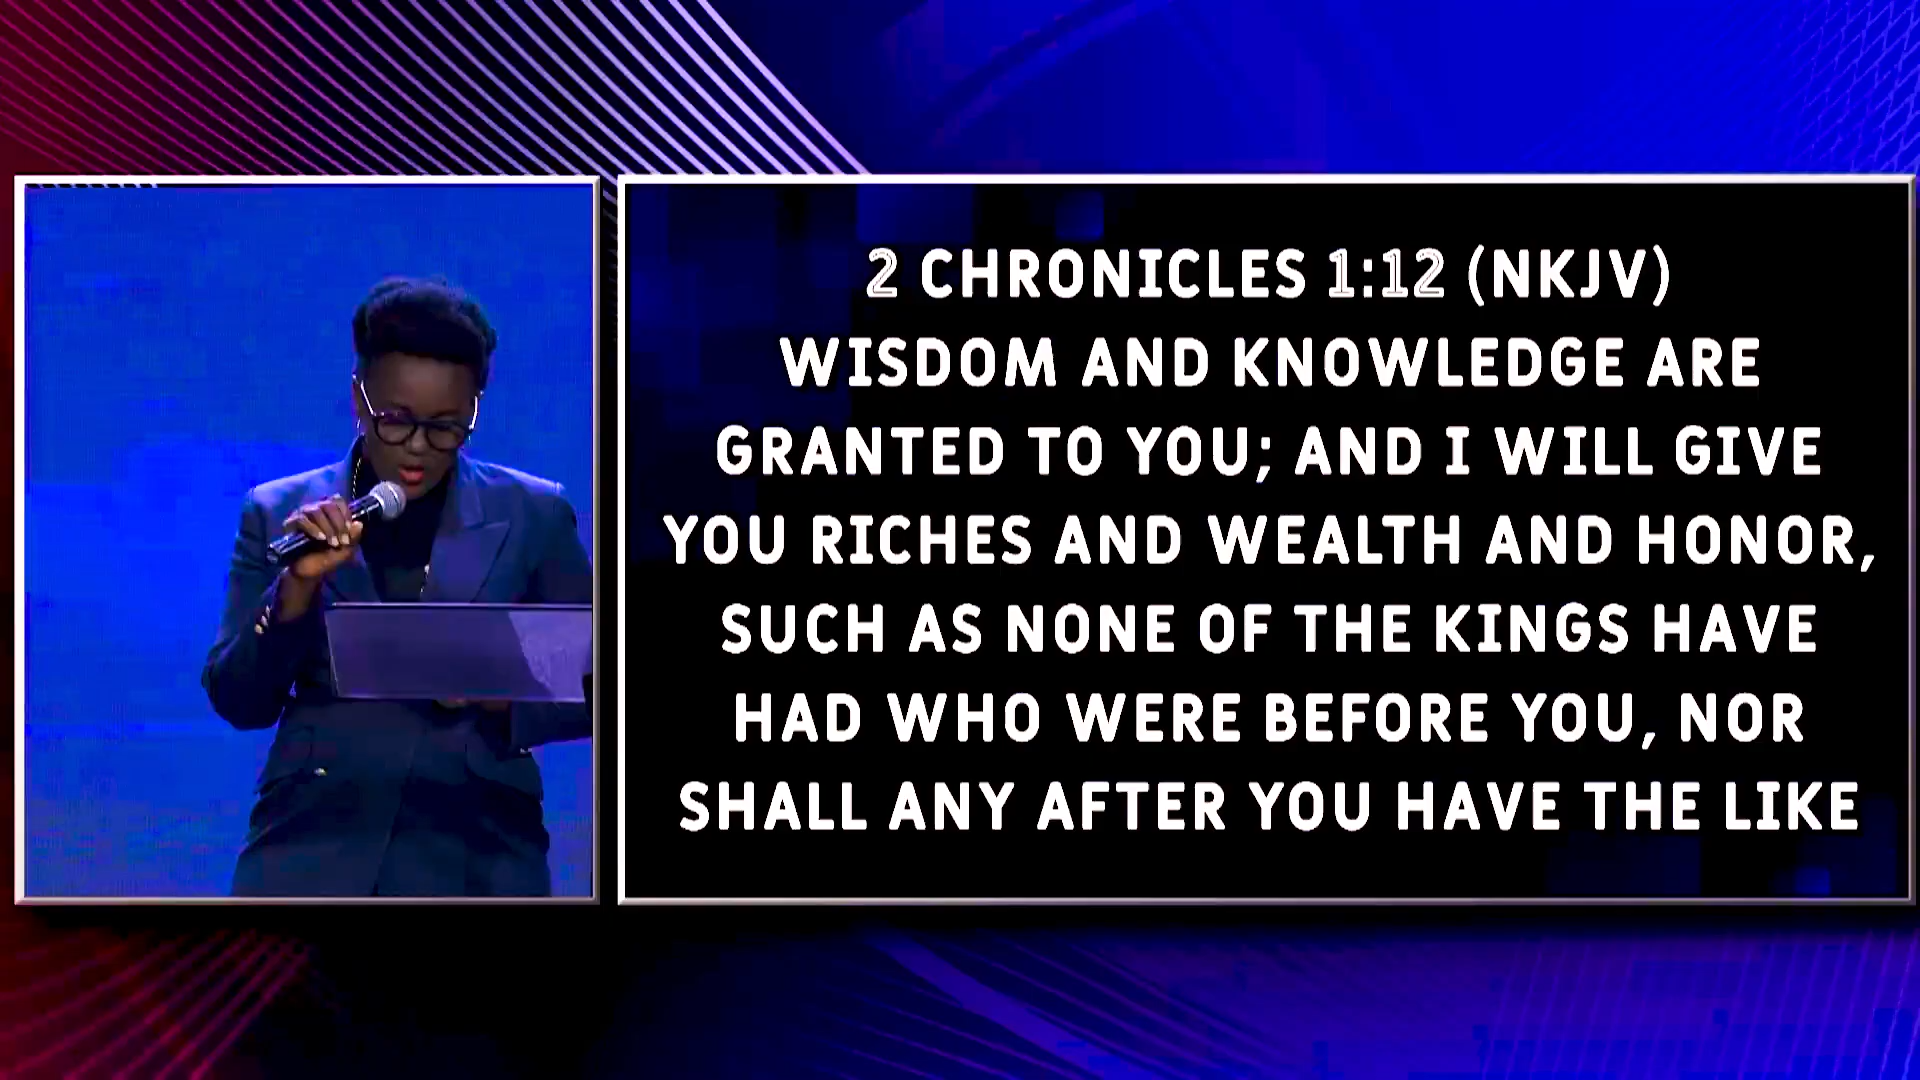 2 CHRONICLES 1:12 (NKJV)
WISDOM AND KNOWLEDGE ARE
GRANTED TO YOU; AND I WILL GIVE
YOU RICHES AND WEALTH AND HONOR,
SUCH AS NONE OF THE KINGS HAVE
HAD WHO WERE BEFORE YOU, NOR
SHALL ANY AFTER YOU HAVE THE LIKE